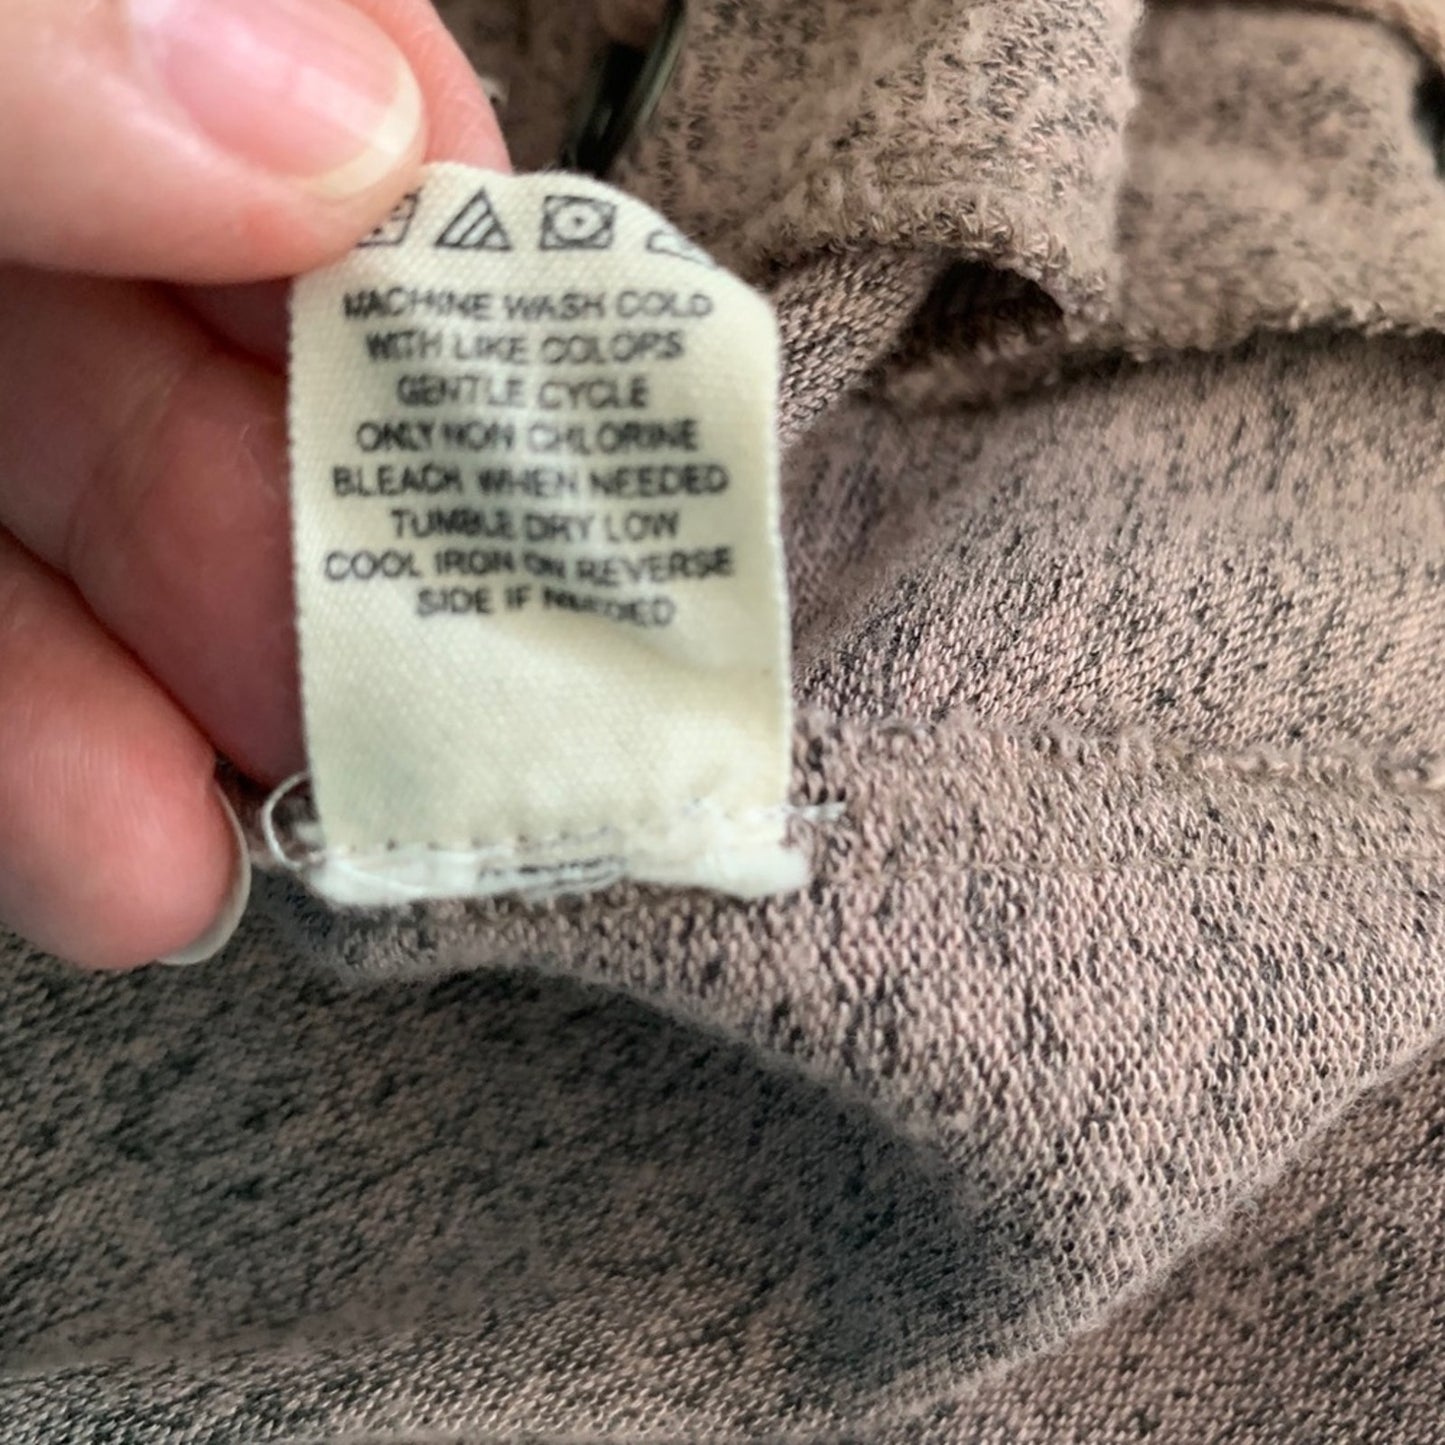 MACHINE WASH COLD
WITH LIKE COLORS
GENTLE CYCLE
ONLY NON CHLORINE
BLEACH WHEN NEEDED
TUMBLE DRY LOW
COOL IRON ON REVERSE
SIDE IF NEEDED